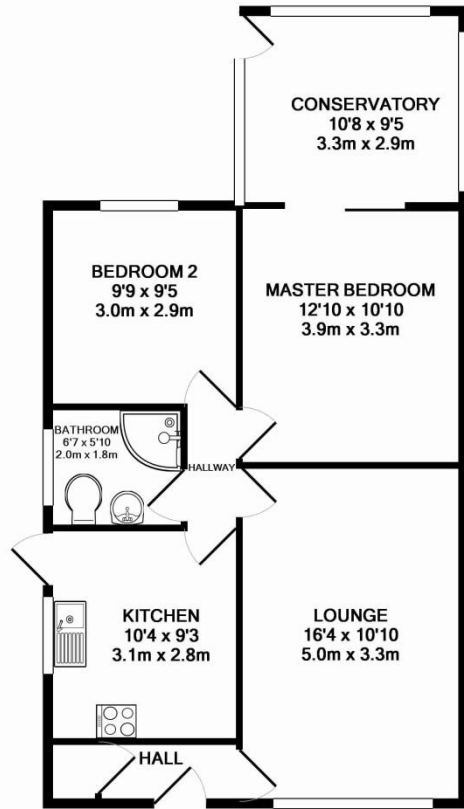 CONSERVATORY
10'8 x 9'5
3.3m x 2.9m
BEDROOM 2
9'9 x 9'5
3.0m x 2.9m
MASTER BEDROOM
12'10 x 10'10
3.9m x 3.3m
BATHROOM
6'7 x 5'10
2.0m x 1.8m
HALLWAY
KITCHEN
10'4 x 9'3
3.1m x 2.8m
LOUNGE
16'4 x 10'10
5.0m x 3.3m
HALL